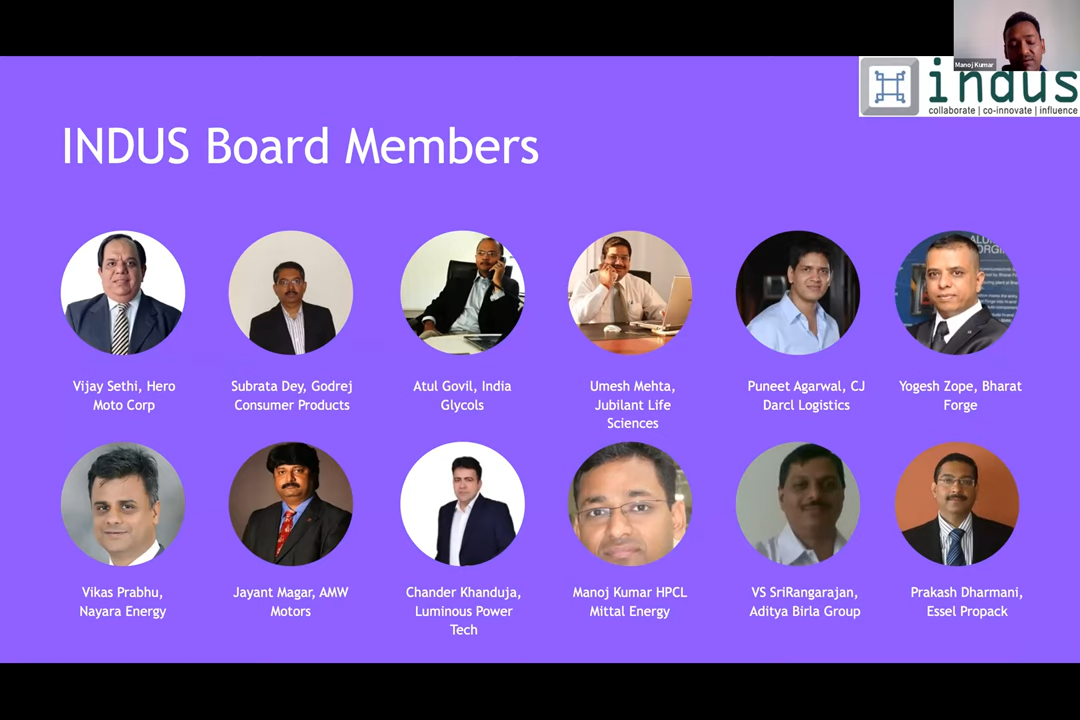 Manoj Kumar
indus
collaborate | co-innovate | influence
INDUS Board Members
ALDA
ORGIN
Vijay Sethi, Hero
Moto Corp
Subrata Dey, Godrej
Consumer Products
Atul Govil, India
Glycols
Umesh Mehta,
Jubilant Life
Sciences
Puneet Agarwal, CJ
Darcl Logistics
Yogesh Zope, Bharat
Forge
Vikas Prabhu,
Nayara Energy
Jayant Magar, AMW
Motors
Chander Khanduja,
Luminous Power
Tech
Manoj Kumar HPCL
Mittal Energy
VS SriRangarajan,
Aditya Birla Group
Prakash Dharmani,
Essel Propack